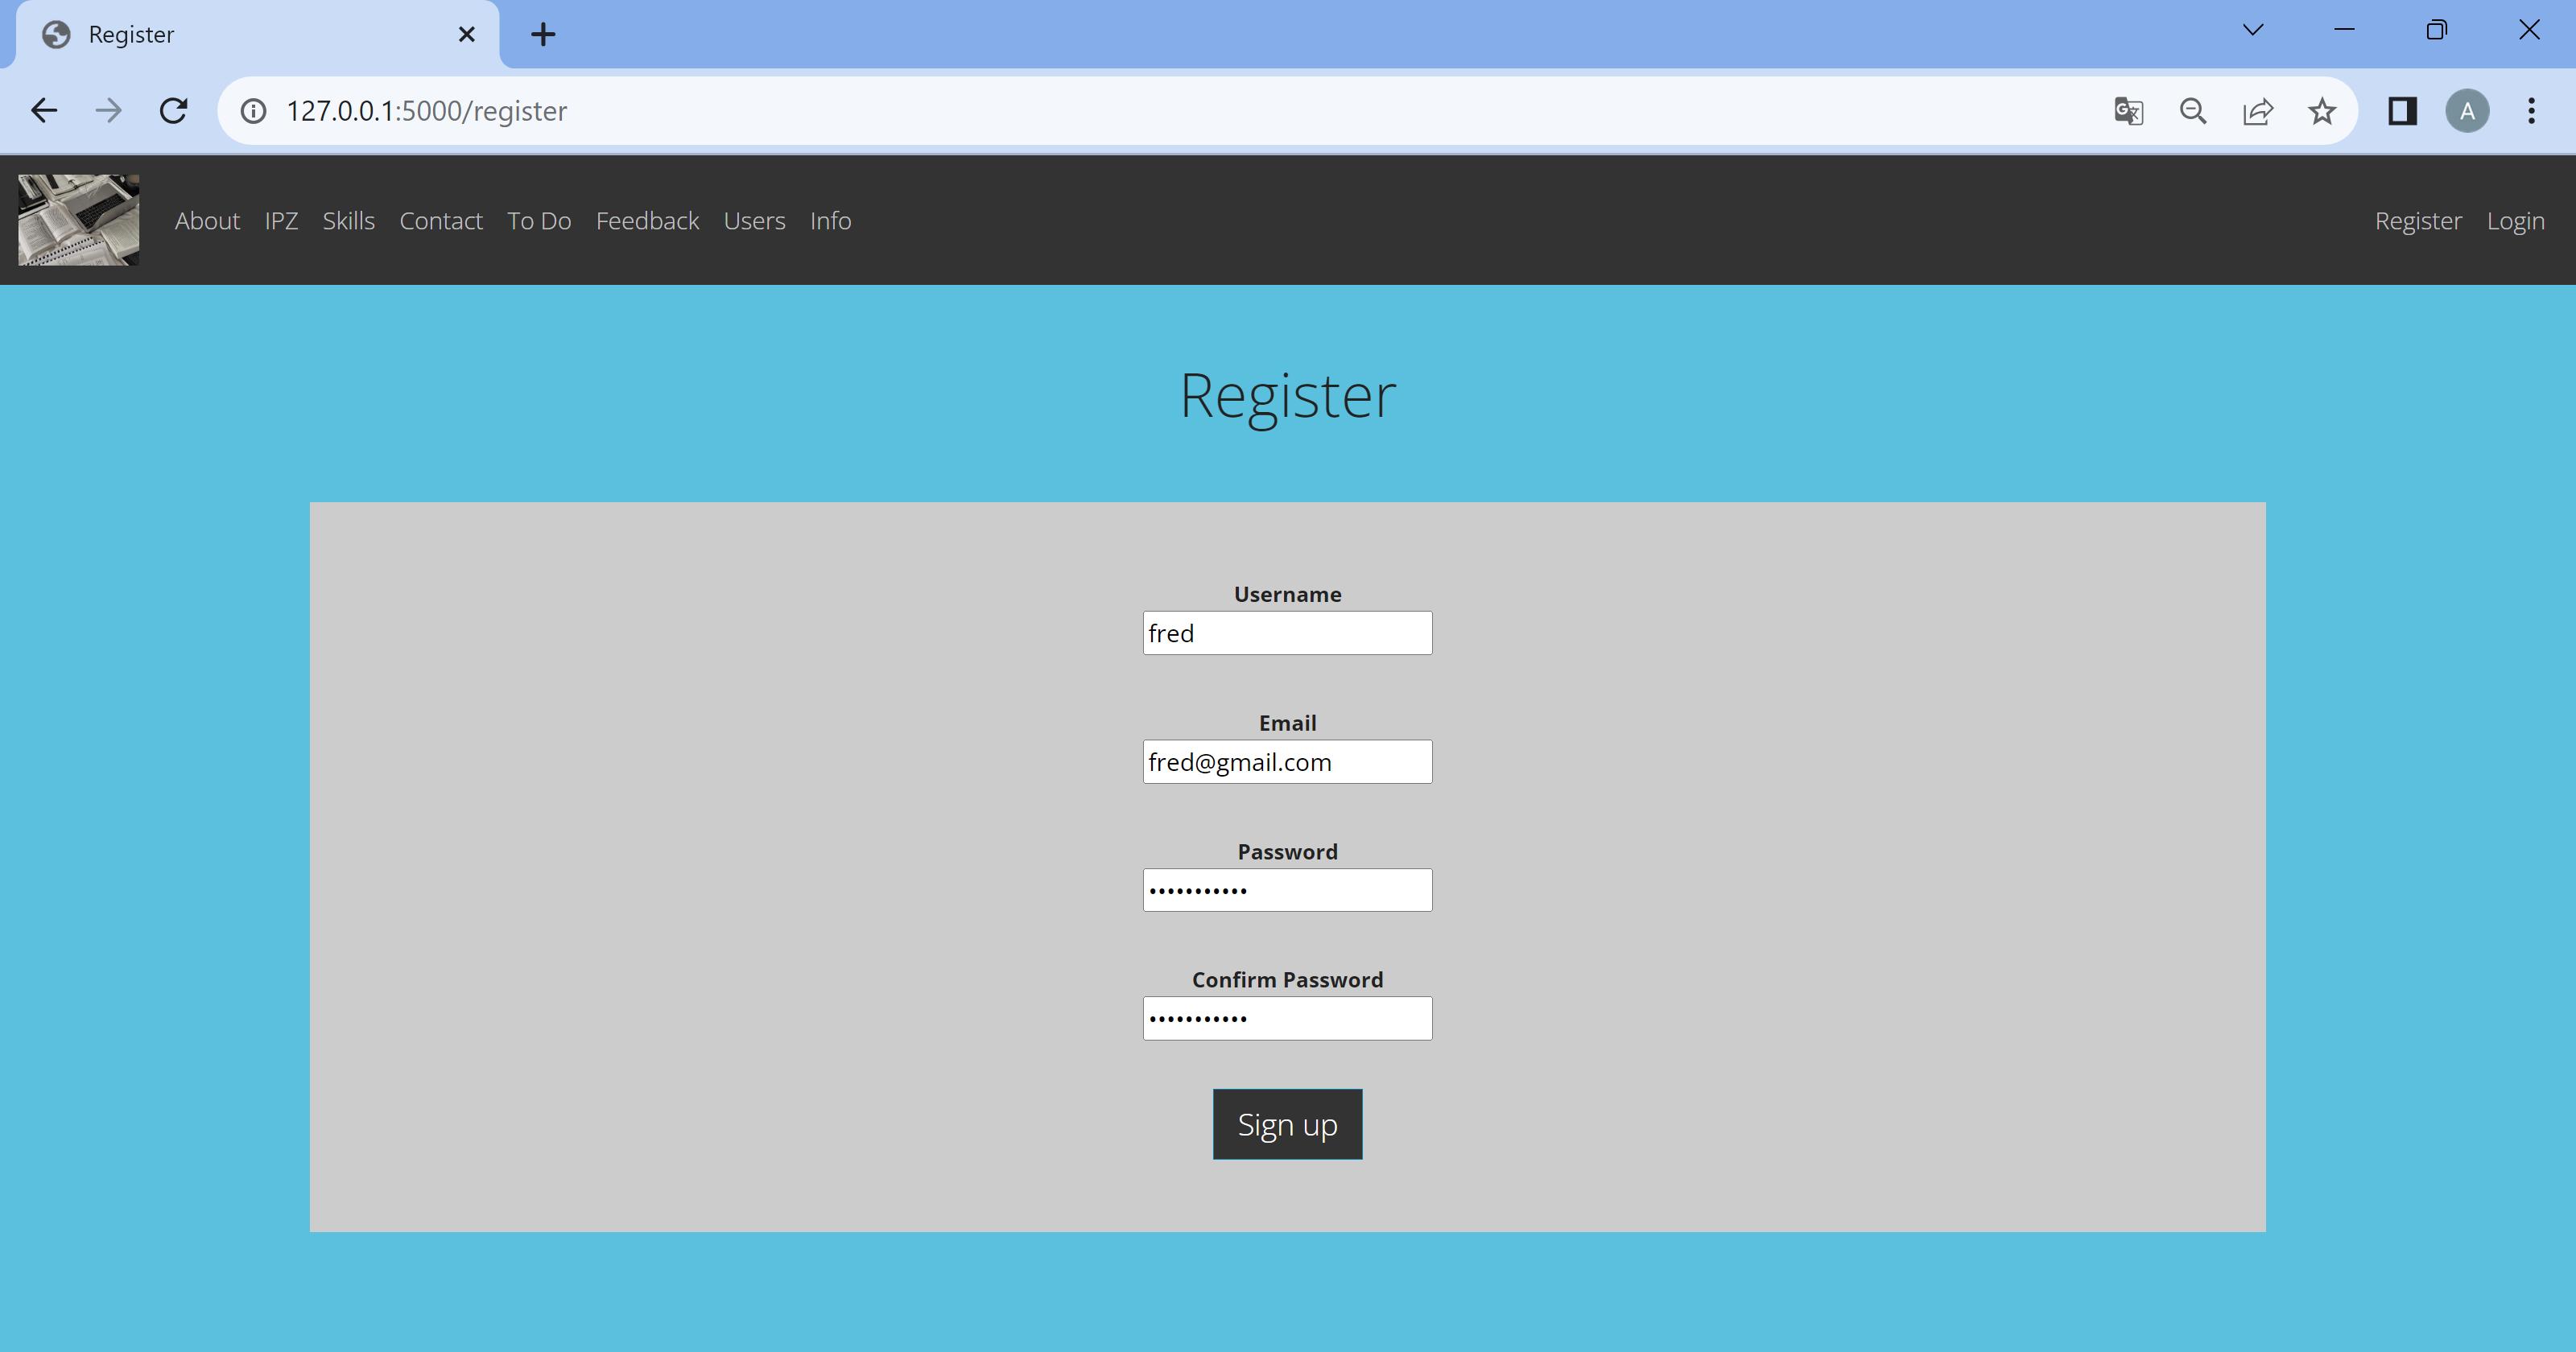 Register
127.0.0.1:5000/register
A
About IPZ Skills Contact To Do Feedback Users Info Register Login
Register
Username
fred
Email
fred@gmail.com
Password
•••••••••••
Confirm Password
•••••••••••
Sign up